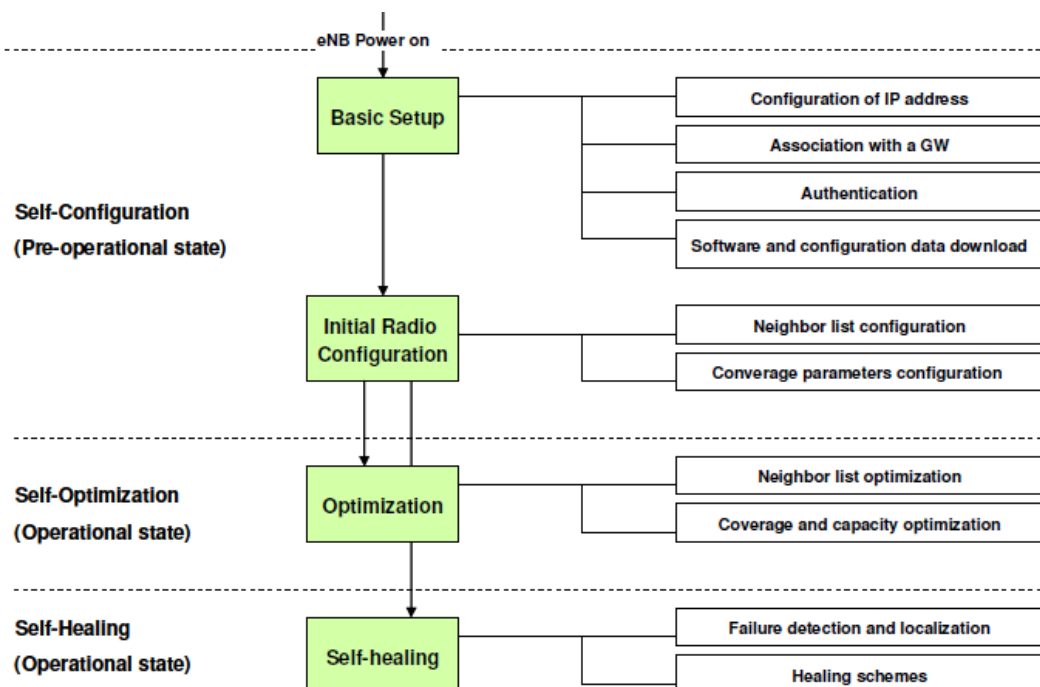 eNB Power on
Basic Setup
Configuration of IP address
Association with a GW
Authentication
Software and configuration data download
Self-Configuration
(Pre-operational state)
Initial Radio
Configuration
Neighbor list configuration
Converage parameters configuration
Self-Optimization
(Operational state)
Optimization
Neighbor list optimization
Coverage and capacity optimization
Self-Healing
(Operational state)
Self-healing
Failure detection and localization
Healing schemes